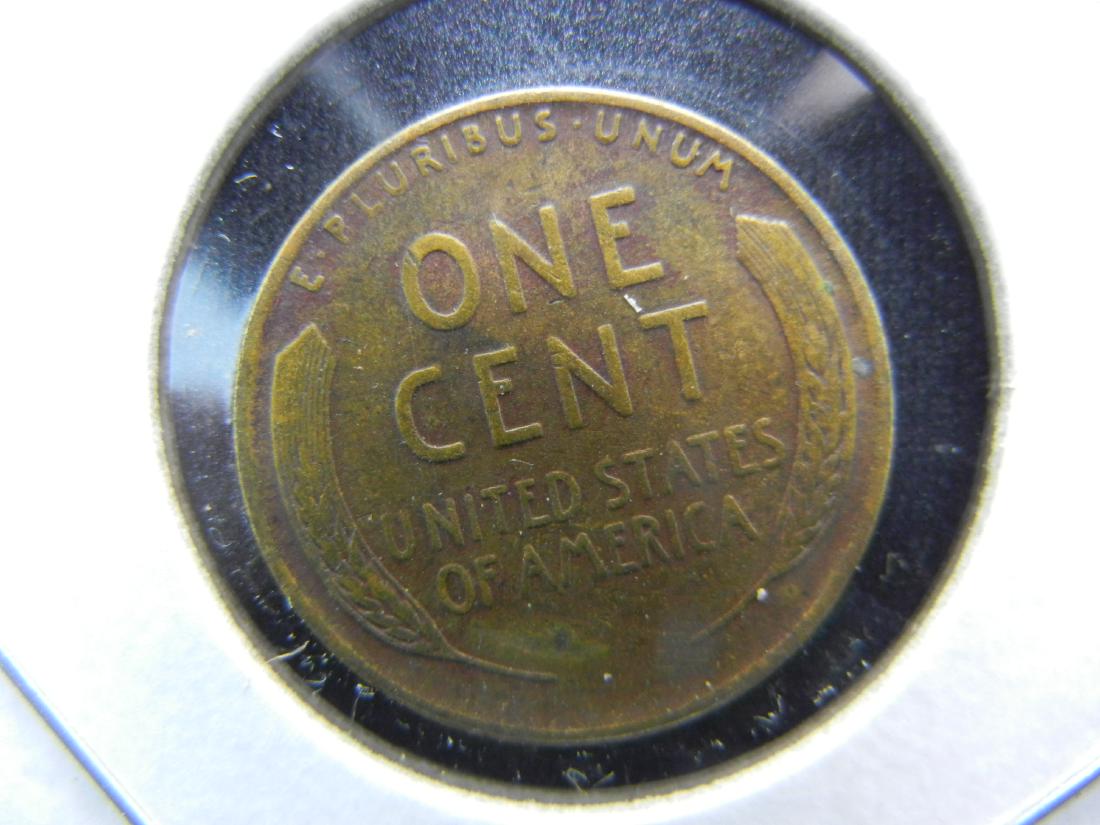 E · PLURIBUS · UNUM
ONE
CENT
UNITED STATES
OF AMERICA